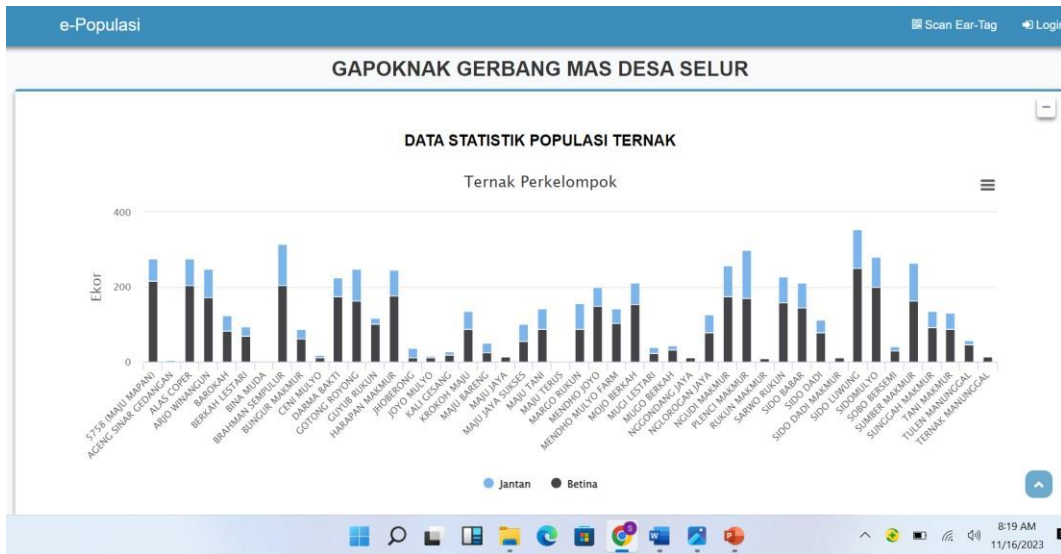 e-Populasi
Scan Ear-Tag
Login
GAPOKNAK GERBANG MAS DESA SELUR
DATA STATISTIK POPULASI TERNAK
Ternak Perkelompok
Ekor
400
200
0
5758 (MAJU MAPAN)
AGENG SINAR GEDANGAN
ALAS COPER
ARJO WINANGUN
BAROKAH
BERKAH LESTARI
BINA MUDA
BRAHMAN SEMPULUR
BUNGUR MAKMUR
CENI MULYO
DARMA BAKTI
GOTONG ROYONG
GUYUB RUKUN
HARAPAN MAKMUR
JHOBERONG
JOYO MULYO
KALI GESANG
KROKOH MAJU
MAJU BARENG
MAJU JAYA
MAJU JAYA SUKSES
MAJU TANI
MAJU TERUS
MARGO RUKUN
MENDHO JOYO
MENDHO MULYO FARM
MOJO BERKAH
MUGI LESTARI
MUGO BERKAH
NGGONDANG JAYA
NGLOROGAN JAYA
NGUDI MAKMUR
PLENCI MAKMUR
RUKUN MAKMUR
SARWO RUKUN
SIDO BABAR
SIDO DADI
SIDO DADI MAKMUR
SIDO LUMUNG
SIDOMULYO
SOBO BERSEMI
SUMBER MAKMUR
SUNGGAH MAKMUR
TANI MAKMUR
TULEN MANUNGGAL
TERNAK MANUNGGAL
Jantan
Betina
8:19 AM
11/16/2023